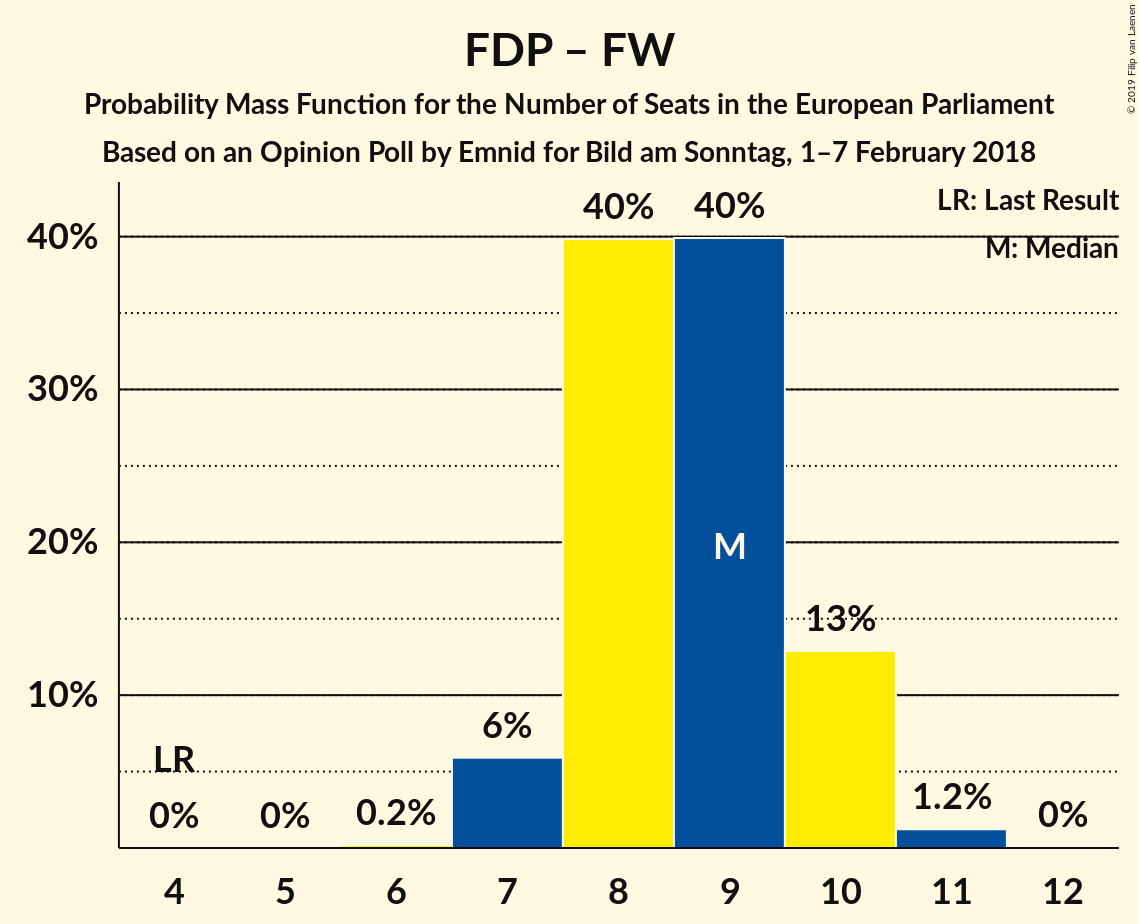 FDP – FW
Probability Mass Function for the Number of Seats in the European Parliament
Based on an Opinion Poll by Emnid for Bild am Sonntag, 1–7 February 2018
© 2019 Filip van Laenen
LR: Last Result
M: Median
40%
30%
20%
10%
LR
0%
0%
0.2%
6%
40%
40%
M
13%
1.2%
0%
4 5 6 7 8 9 10 11 12